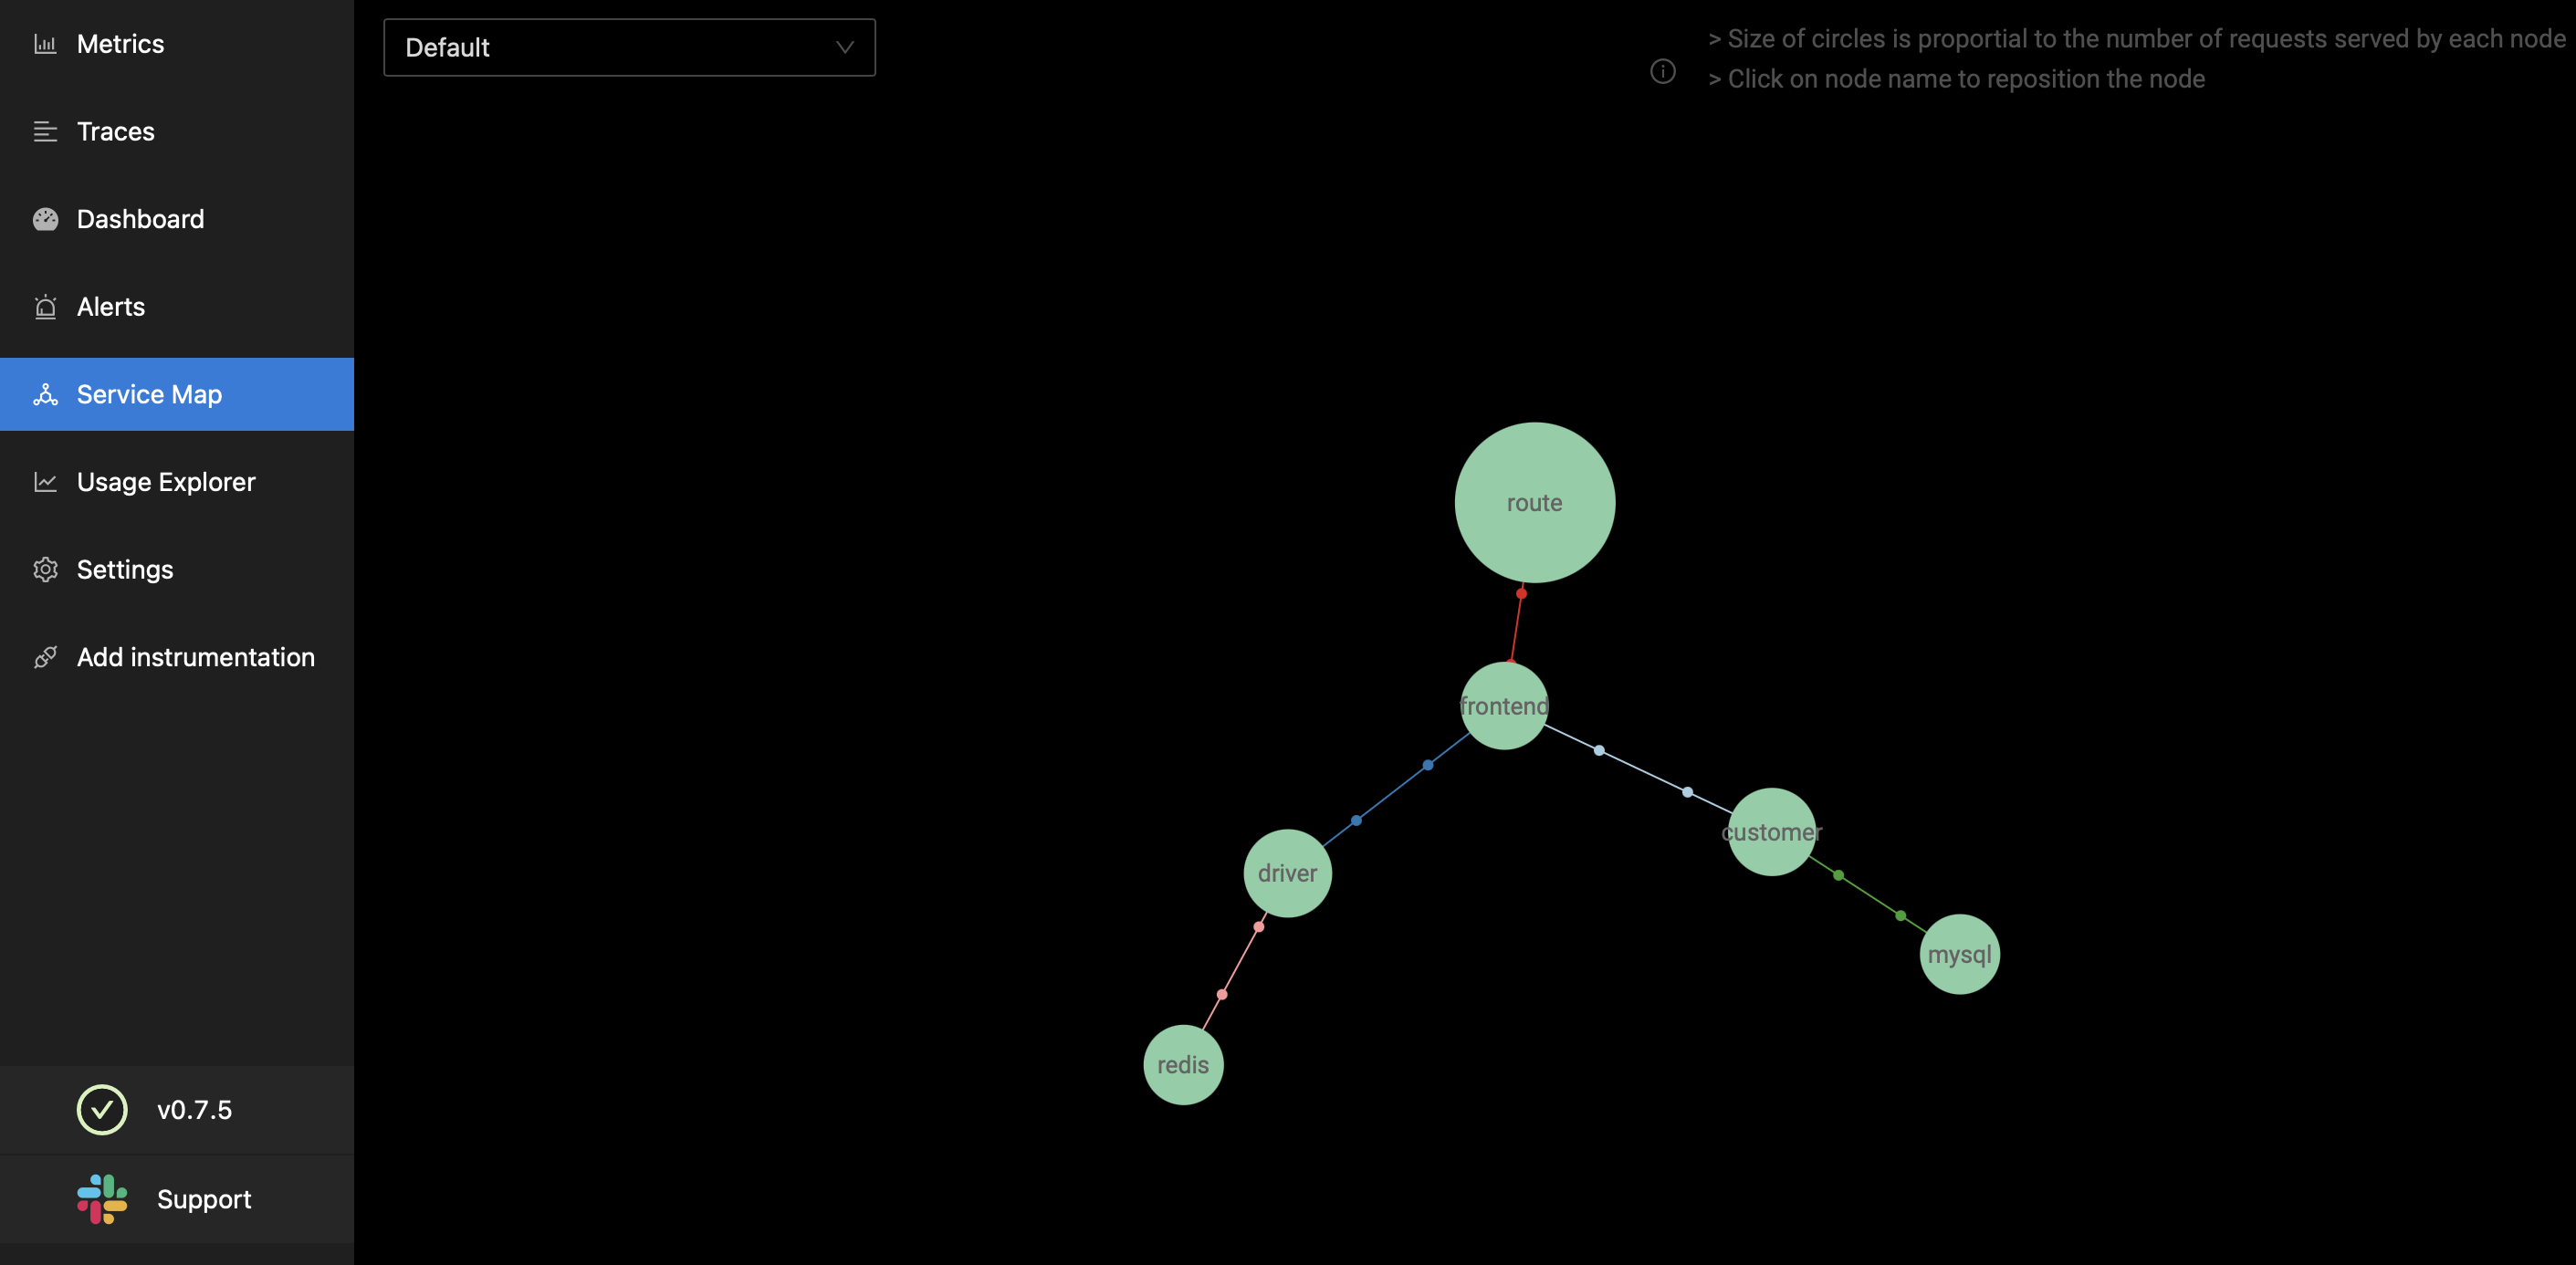 Metrics
Traces
Dashboard
Alerts
Service Map
Usage Explorer
Settings
Add instrumentation
v0.7.5
Support
Default
> Size of circles is proportial to the number of requests served by each node
> Click on node name to reposition the node
route
frontend
customer
driver
mysql
redis